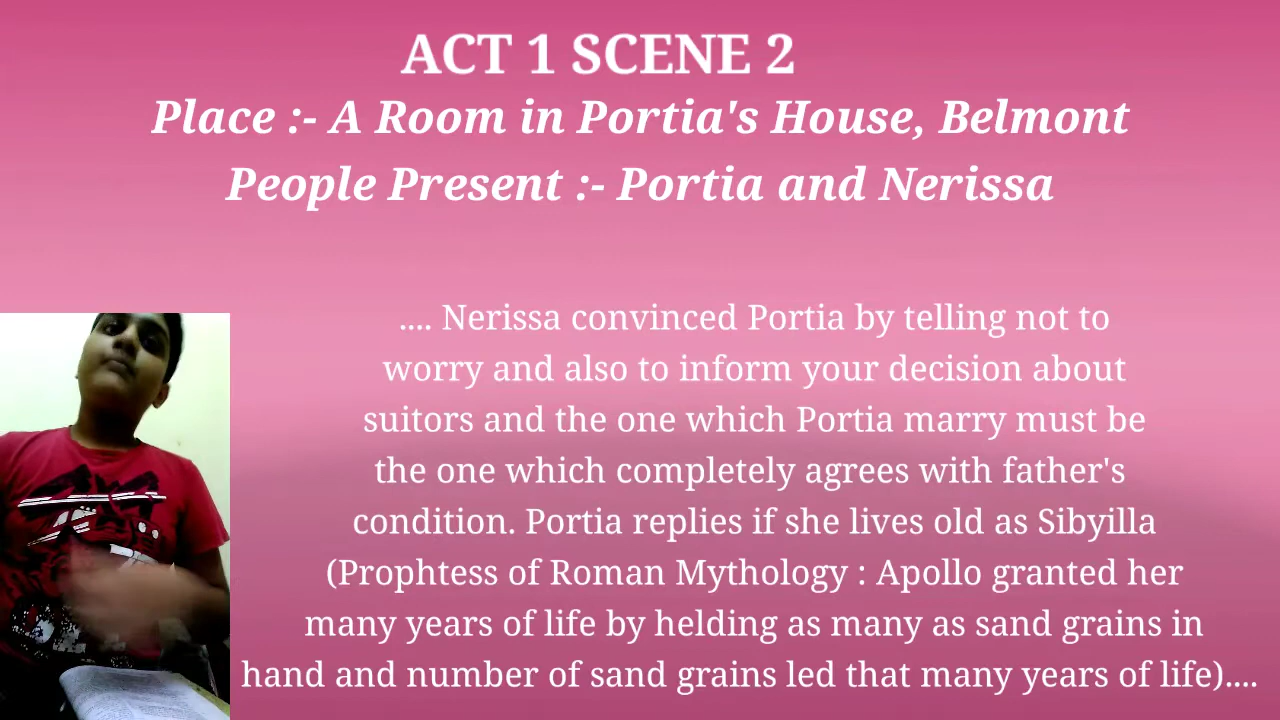 ACT 1 SCENE 2
Place :- A Room in Portia's House, Belmont
People Present :- Portia and Nerissa
.... Nerissa convinced Portia by telling not to
worry and also to inform your decision about
suitors and the one which Portia marry must be
the one which completely agrees with father's
condition. Portia replies if she lives old as Sibyilla
(Prophtess of Roman Mythology : Apollo granted her
many years of life by helding as many as sand grains in
hand and number of sand grains led that many years of life)....